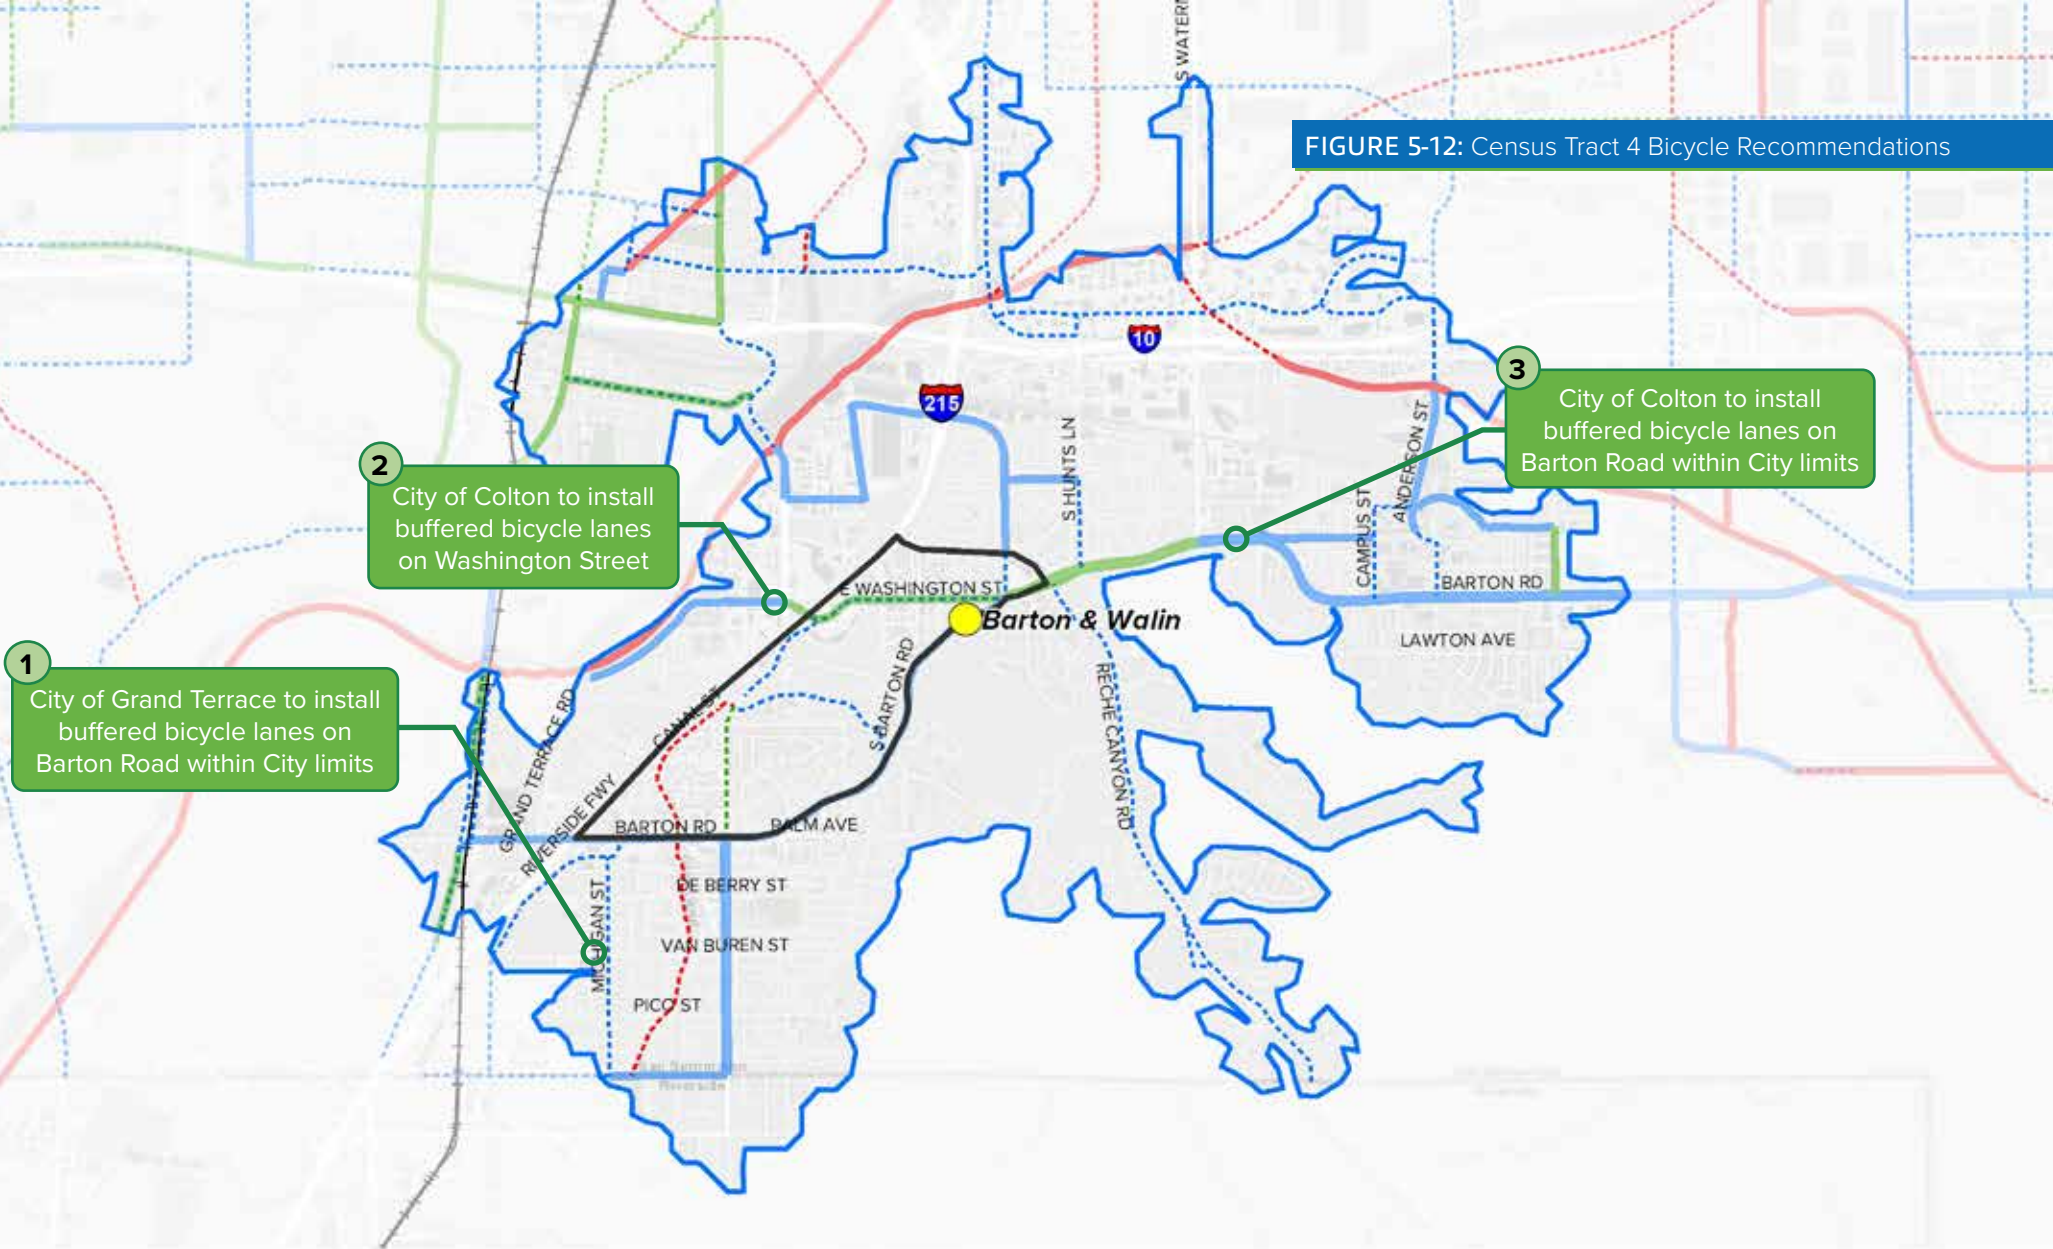 S WATERM
FIGURE 5-12: Census Tract 4 Bicycle Recommendations
10
3
City of Colton to install
buffered bicycle lanes on
Barton Road within City limits
215
ANDERSON ST
S HUNTS LN
2
City of Colton to install
buffered bicycle lanes
on Washington Street
CAMPUS ST
E WASHINGTON ST
BARTON RD
Barton & Walin
LAWTON AVE
1
City of Grand Terrace to install
buffered bicycle lanes on
Barton Road within City limits
S BARTON RD
RECHE CANYON RD
CANAL ST
GRAND TERRACE RD
RIVERSIDE FWY
BARTON RD
PALM AVE
DE BERRY ST
MICHIGAN ST
VAN BUREN ST
PICO ST
Riverside